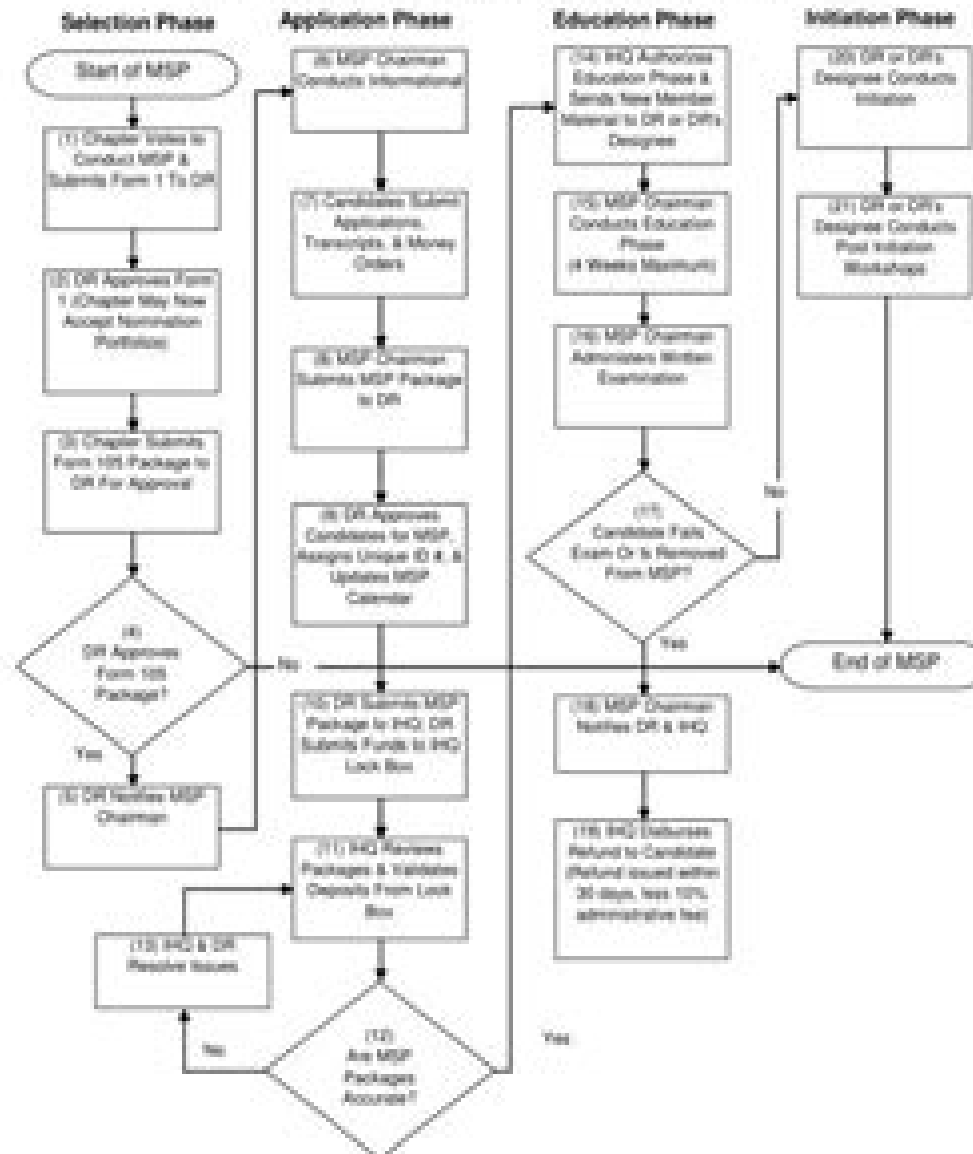 Selection Phase
Start of MSP
(1) Chapter Votes to
Conduct MSP &
Submits Form 1 To DR
(2) DR Approves Form
1 (Chapter May Now
Accept Nomination
Portfolios)
(3) Chapter Submits
Form 105 Package to
DR For Approval
(4)
DR Approves
Form 105
Package?
No
Yes
(5) DR Notifies MSP
Chairman
Application Phase
(6) MSP Chairman
Conducts Informational
(7) Candidates Submit
Applications,
Transcripts, & Money
Orders
(8) MSP Chairman
Submits MSP Package
to DR
(9) DR Approves
Candidates for MSP,
Assigns Unique ID #, &
Updates MSP
Calendar
(10) DR Submits MSP
Package to IHQ; DR
Submits Funds to IHQ
Lock Box
(11) IHQ Reviews
Packages & Validates
Deposits From Lock
Box
(12)
Are MSP
Packages
Accurate?
No
(13) IHQ & DR
Resolve Issues
Yes
Education Phase
(14) IHQ Authorizes
Education Phase &
Sends New Member
Material to DR or DR's
Designee
(15) MSP Chairman
Conducts Education
Phase
(4 Weeks Maximum)
(16) MSP Chairman
Administers Written
Examination
(17)
Candidate Fails
Exam Or Is Removed
From MSP?
No
Yes
(18) MSP Chairman
Notifies DR & IHQ
(19) IHQ Disburses
Refund to Candidate
(Refund issued within
30 days, less 10%
administrative fee)
Initiation Phase
(20) DR or DR's
Designee Conducts
Initiation
(21) DR or DR's
Designee Conducts
Post Initiation
Workshops
End of MSP